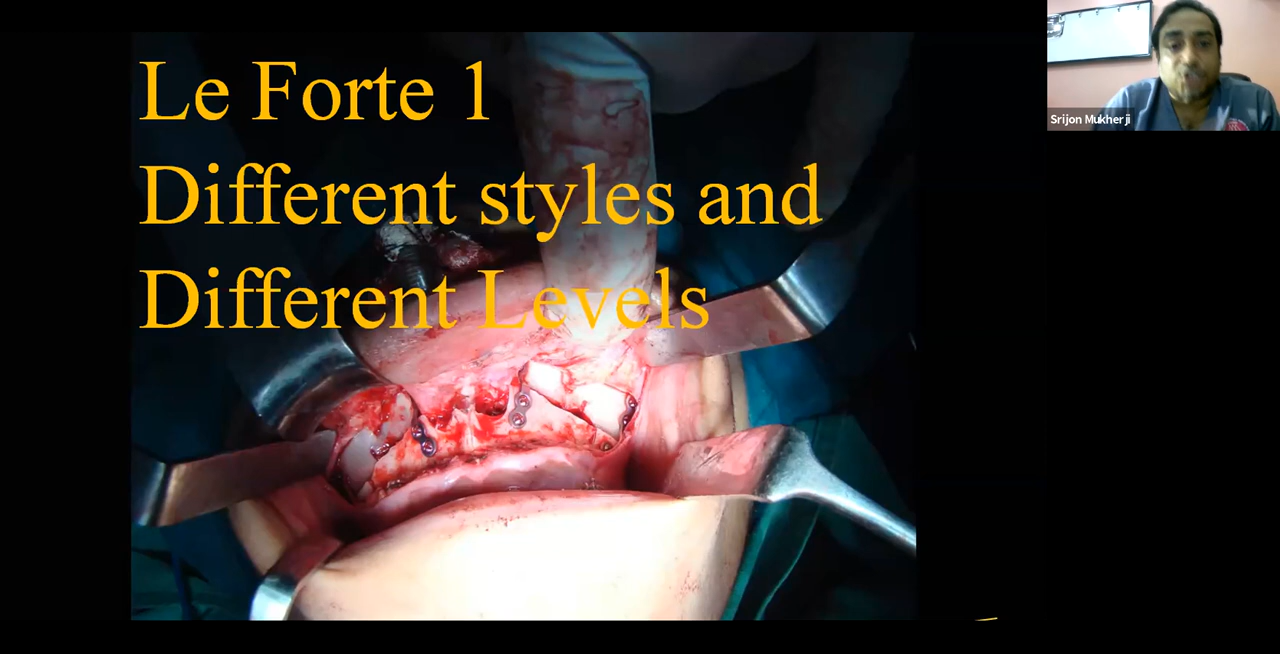 Le Forte 1
Different styles and
Different Levels
Srijon Mukherji